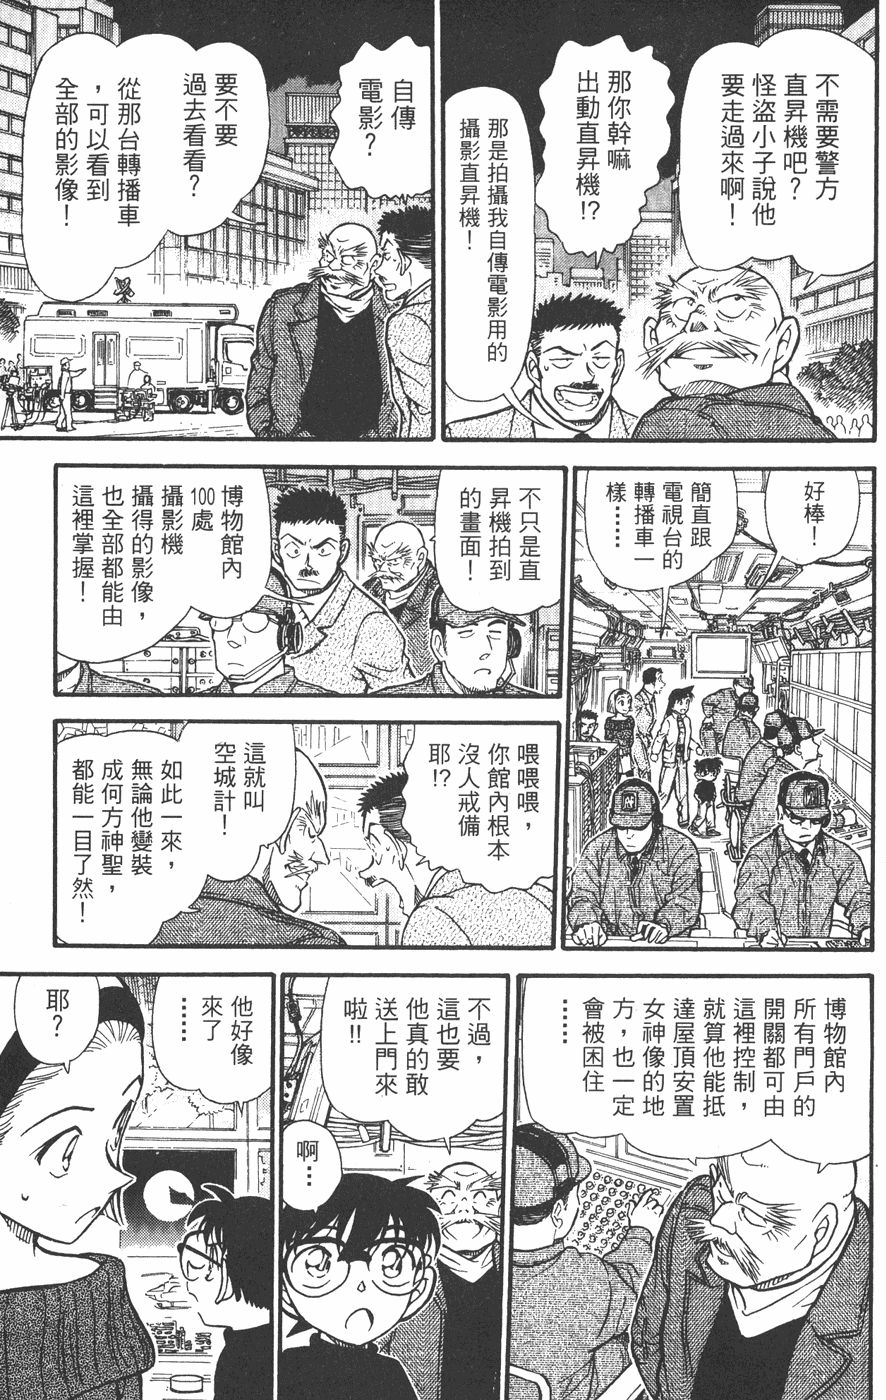 不需要警方
直昇機吧？
怪盜小子說他
要走過來啊！
那你幹嘛
出動直昇機!?
那是拍攝我自傳電影用的
攝影直昇機！
自傳
電影？
要不要
過去看看？
從那台轉播車
，可以看到
全部的影像！
好棒！
簡直跟
電視台的
轉播車一
樣……
不只是直
昇機拍到
的畫面！
博物館內
100處
攝影機
攝得的影像，
也全部都能由
這裡掌握！
喂喂喂，
你館內根本
沒人戒備
耶!?
這就叫
空城計！
如此一來，
無論他變裝
成何方神聖，
都能一目了然！
博物館內
所有門戶的
開關都可由
這裡控制，
就算他能抵
達屋頂安置
女神像的地
方，也一定
會被困住
……
不過，
這也要
他真的敢
送上門來
啦!!
啊…
他好像
來了
……
耶？